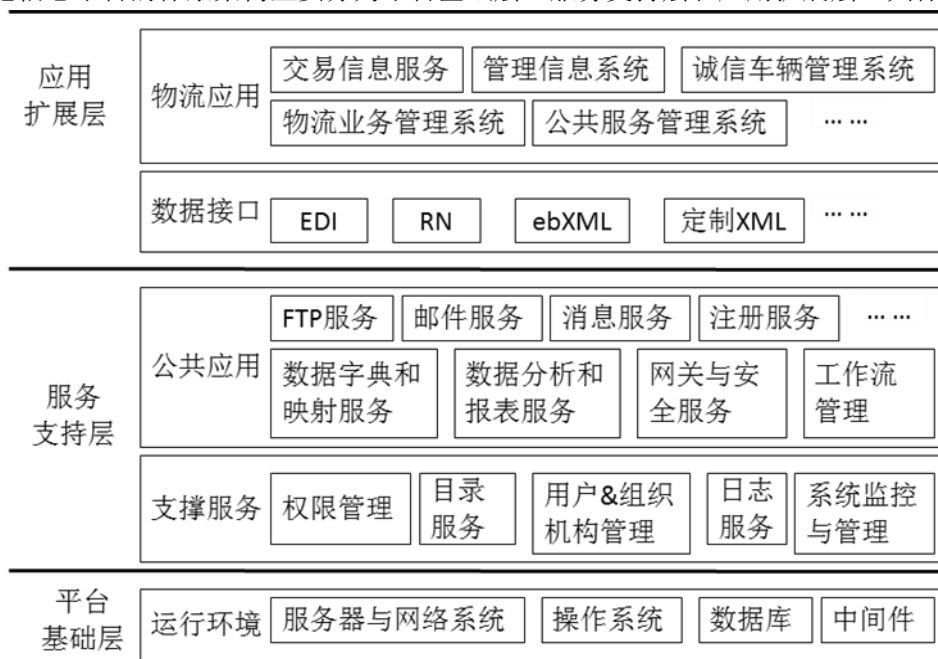 应用
扩展层
物流应用
交易信息服务
管理信息系统
诚信车辆管理系统
物流业务管理系统
公共服务管理系统
……
数据接口
EDI
RN
ebXML
定制XML
……
服务
支持层
公共应用
FTP服务
邮件服务
消息服务
注册服务
……
数据字典和
映射服务
数据分析和
报表服务
网关与安
全服务
工作流
管理
支撑服务
权限管理
目录
服务
用户&组织
机构管理
日志
服务
系统监控
与管理
平台
基础层
运行环境
服务器与网络系统
操作系统
数据库
中间件